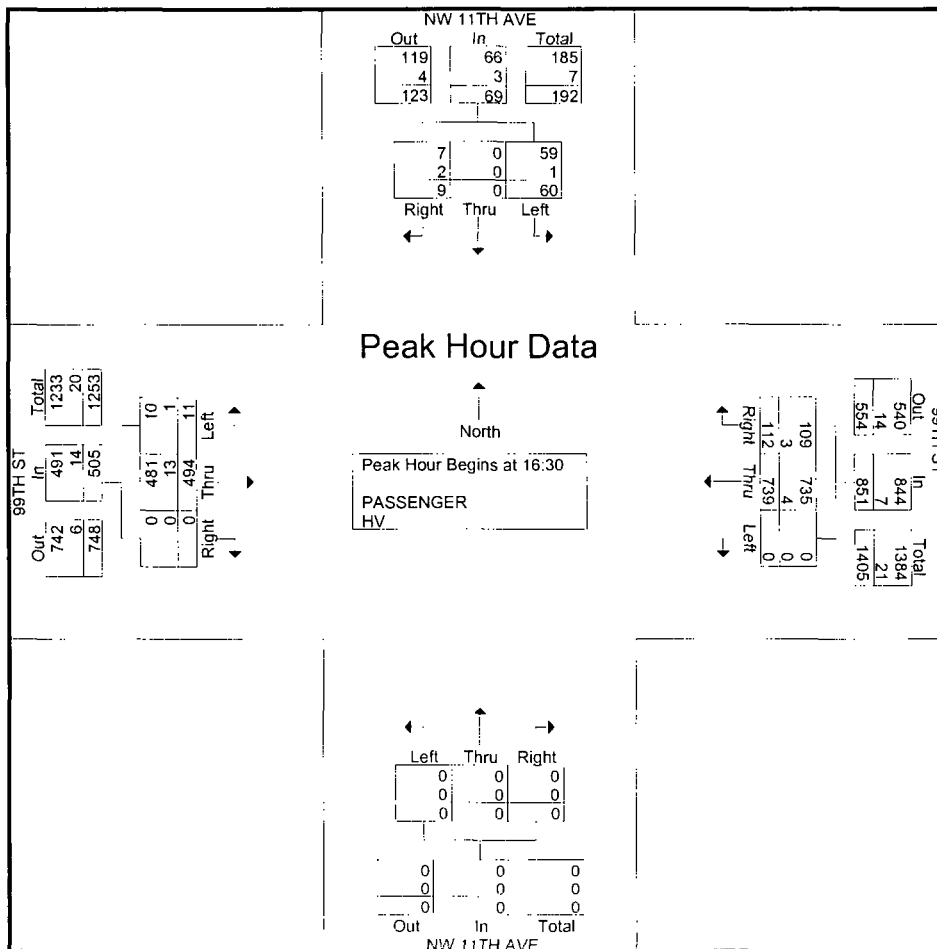 NW 11TH AVE
Out In Total
119 66 185
4 3 7
123 69 192
7 0 59
2 0 1
9 0 60
Right Thru Left
Peak Hour Data
North
Peak Hour Begins at 16:30
PASSENGER
HV
99TH ST
Out In Total
742 491 1233
6 14 20
748 505 1253
Right Thru Left
0 481 10
0 13 1
0 494 11
99TH ST
Out In Total
540 844 1384
14 7 21
554 851 1405
109 735 0
3 4 0
112 739 0
Right Thru Left
Left Thru Right
0 0 0
0 0 0
0 0 0
0 0 0
0 0 0
0 0 0
Out In Total
NW 11TH AVE